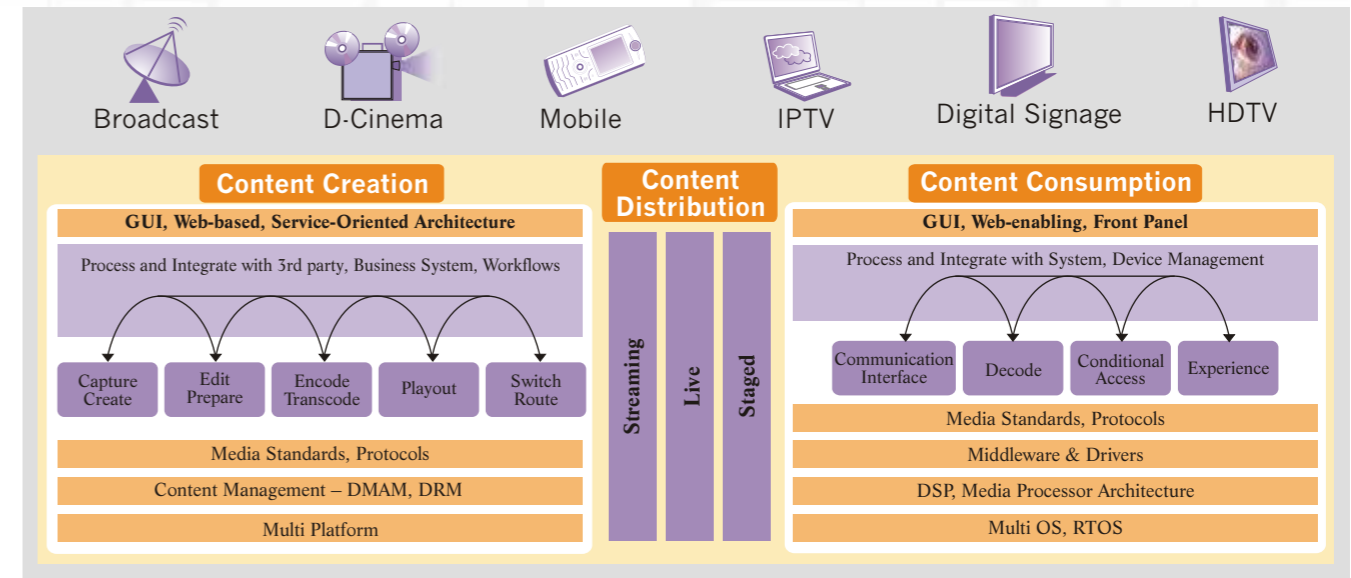 Broadcast
D-Cinema
Mobile
IPTV
Digital Signage
HDTV
Content Creation
GUI, Web-based, Service-Oriented Architecture
Process and Integrate with 3rd party, Business System, Workflows
Capture
Create
Edit
Prepare
Encode
Transcode
Playout
Switch
Route
Media Standards, Protocols
Content Management – DMAM, DRM
Multi Platform
Content
Distribution
Streaming
Live
Staged
Content Consumption
GUI, Web-enabling, Front Panel
Process and Integrate with System, Device Management
Communication
Interface
Decode
Conditional
Access
Experience
Media Standards, Protocols
Middleware & Drivers
DSP, Media Processor Architecture
Multi OS, RTOS